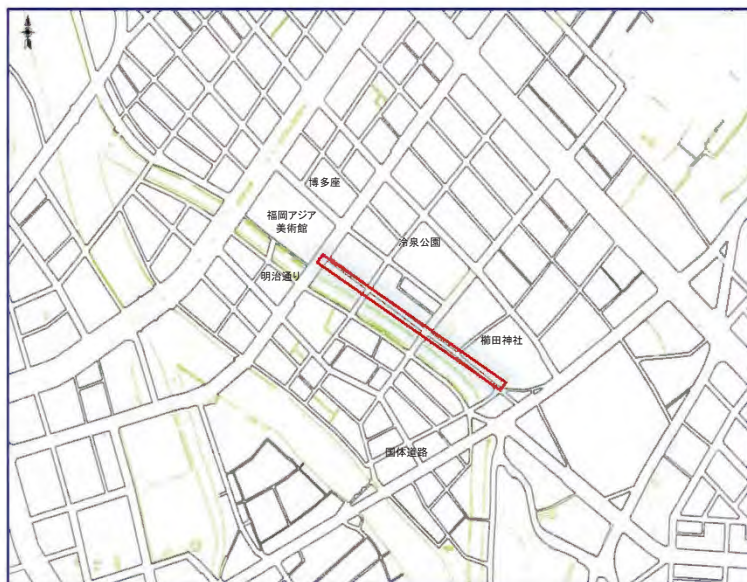 博多座
福岡アジア
美術館
冷泉公園
明治通り
櫛田神社
国体道路